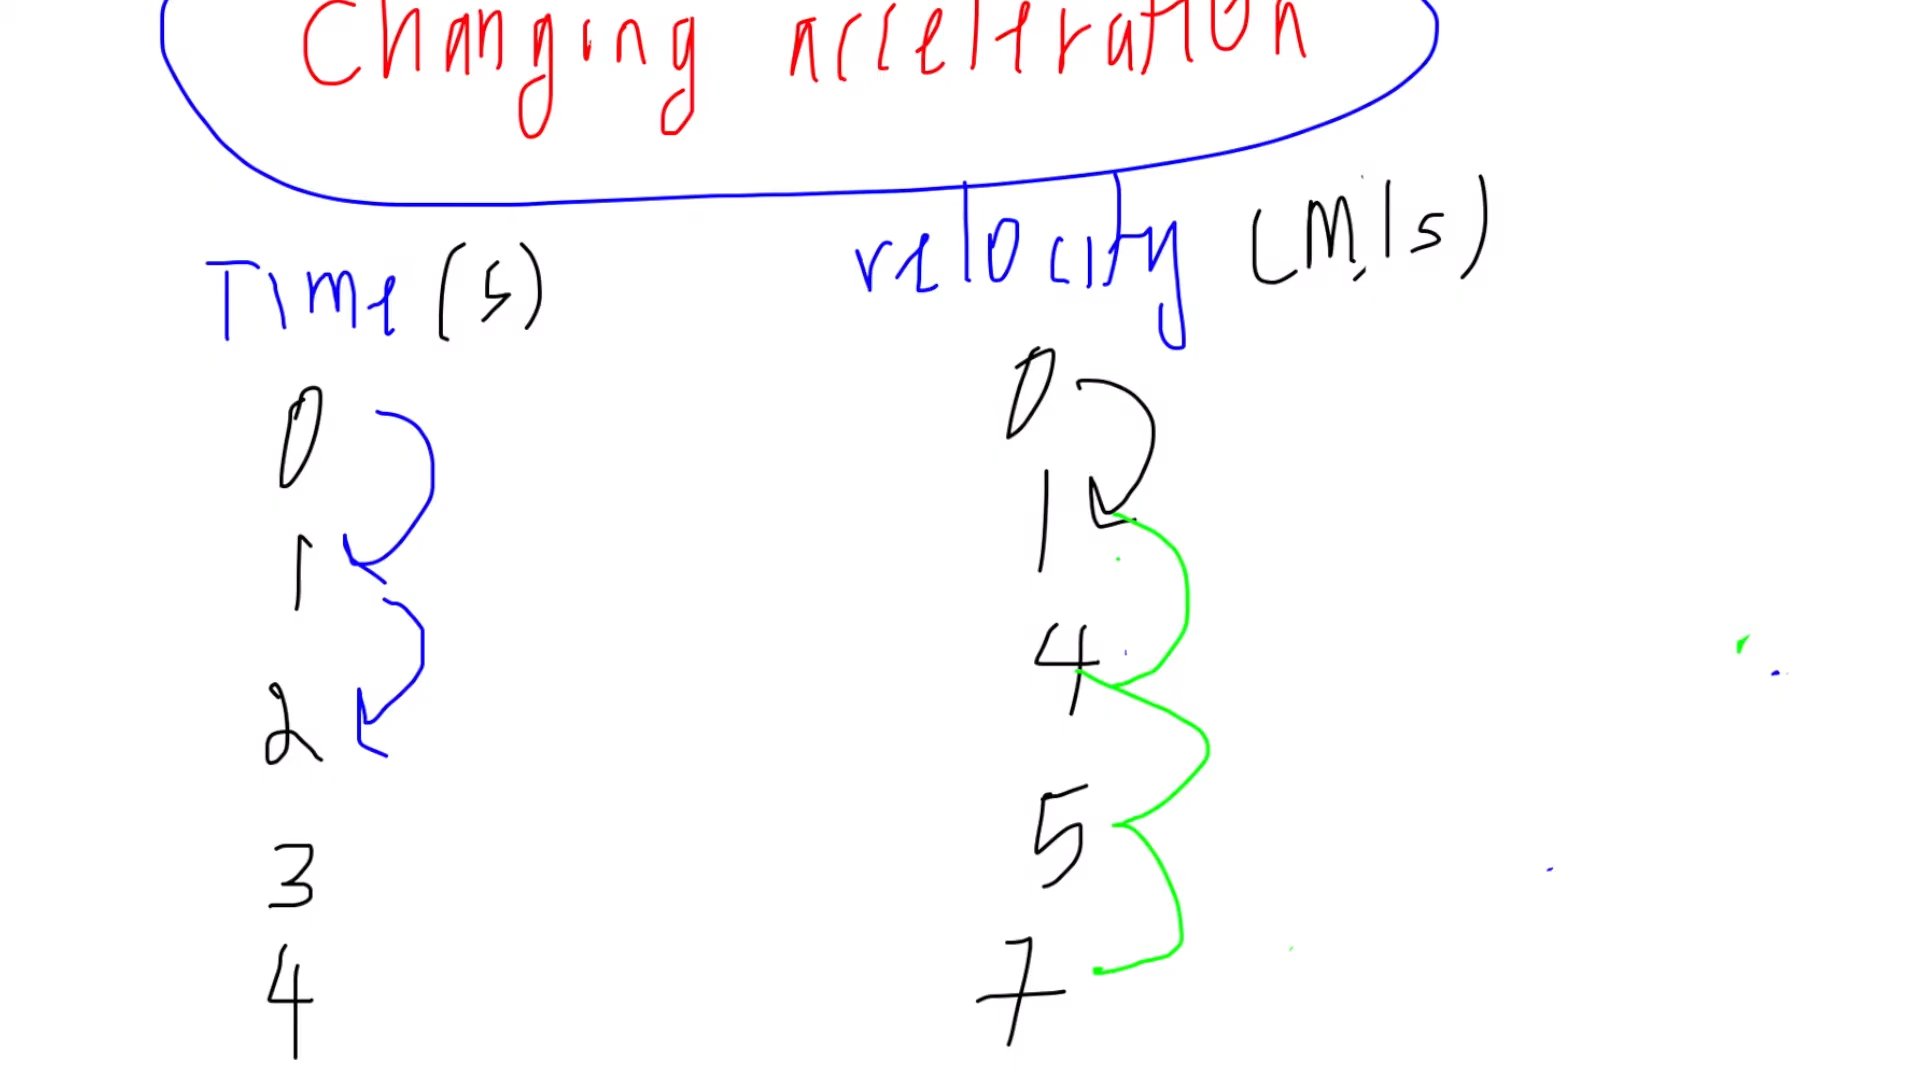 Changing acceleration
Time (s) velocity (m/s)
0 0
1 1
2 4
3 5
4 7